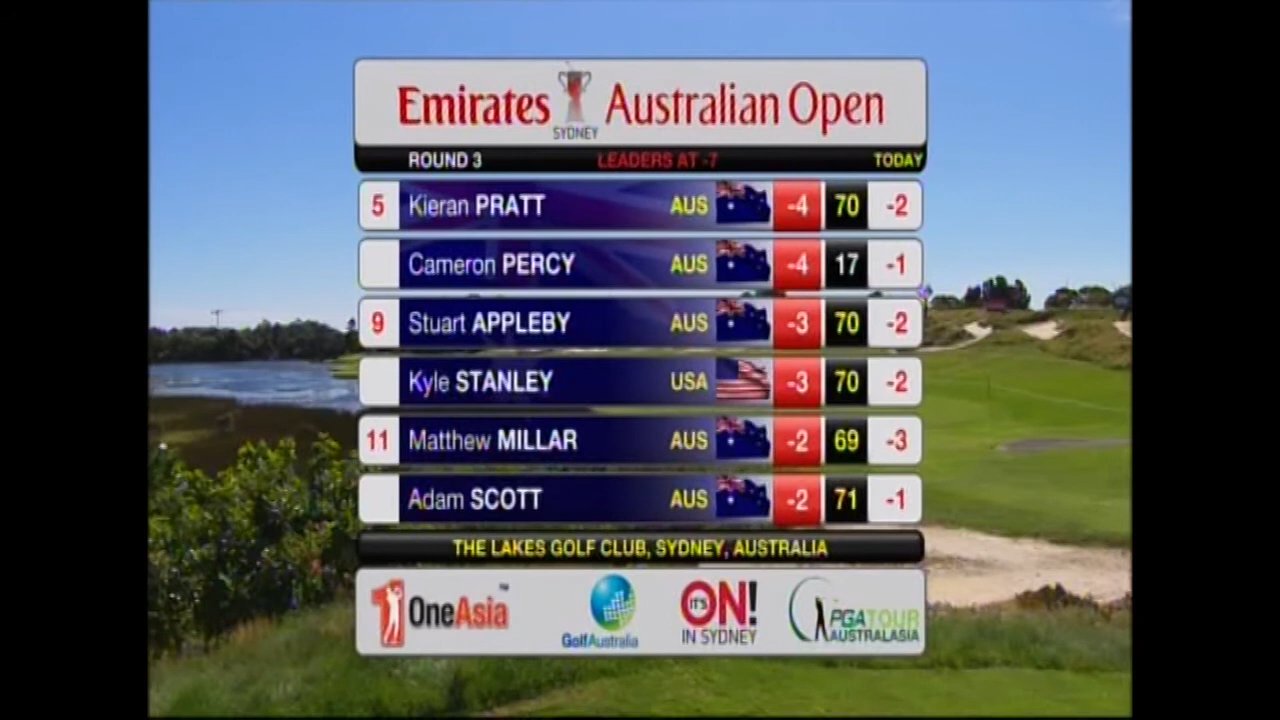 Emirates Australian Open
SYDNEY
ROUND 3 LEADERS AT -7 TODAY
5 Kieran PRATT AUS -4 70 -2
Cameron PERCY AUS -4 17 -1
9 Stuart APPLEBY AUS -3 70 -2
Kyle STANLEY USA -3 70 -2
11 Matthew MILLAR AUS -2 69 -3
Adam SCOTT AUS -2 71 -1
THE LAKES GOLF CLUB, SYDNEY, AUSTRALIA
1 OneAsia™
GolfAustralia
IT'S ON!
IN SYDNEY
PGATOUR
AUSTRALASIA